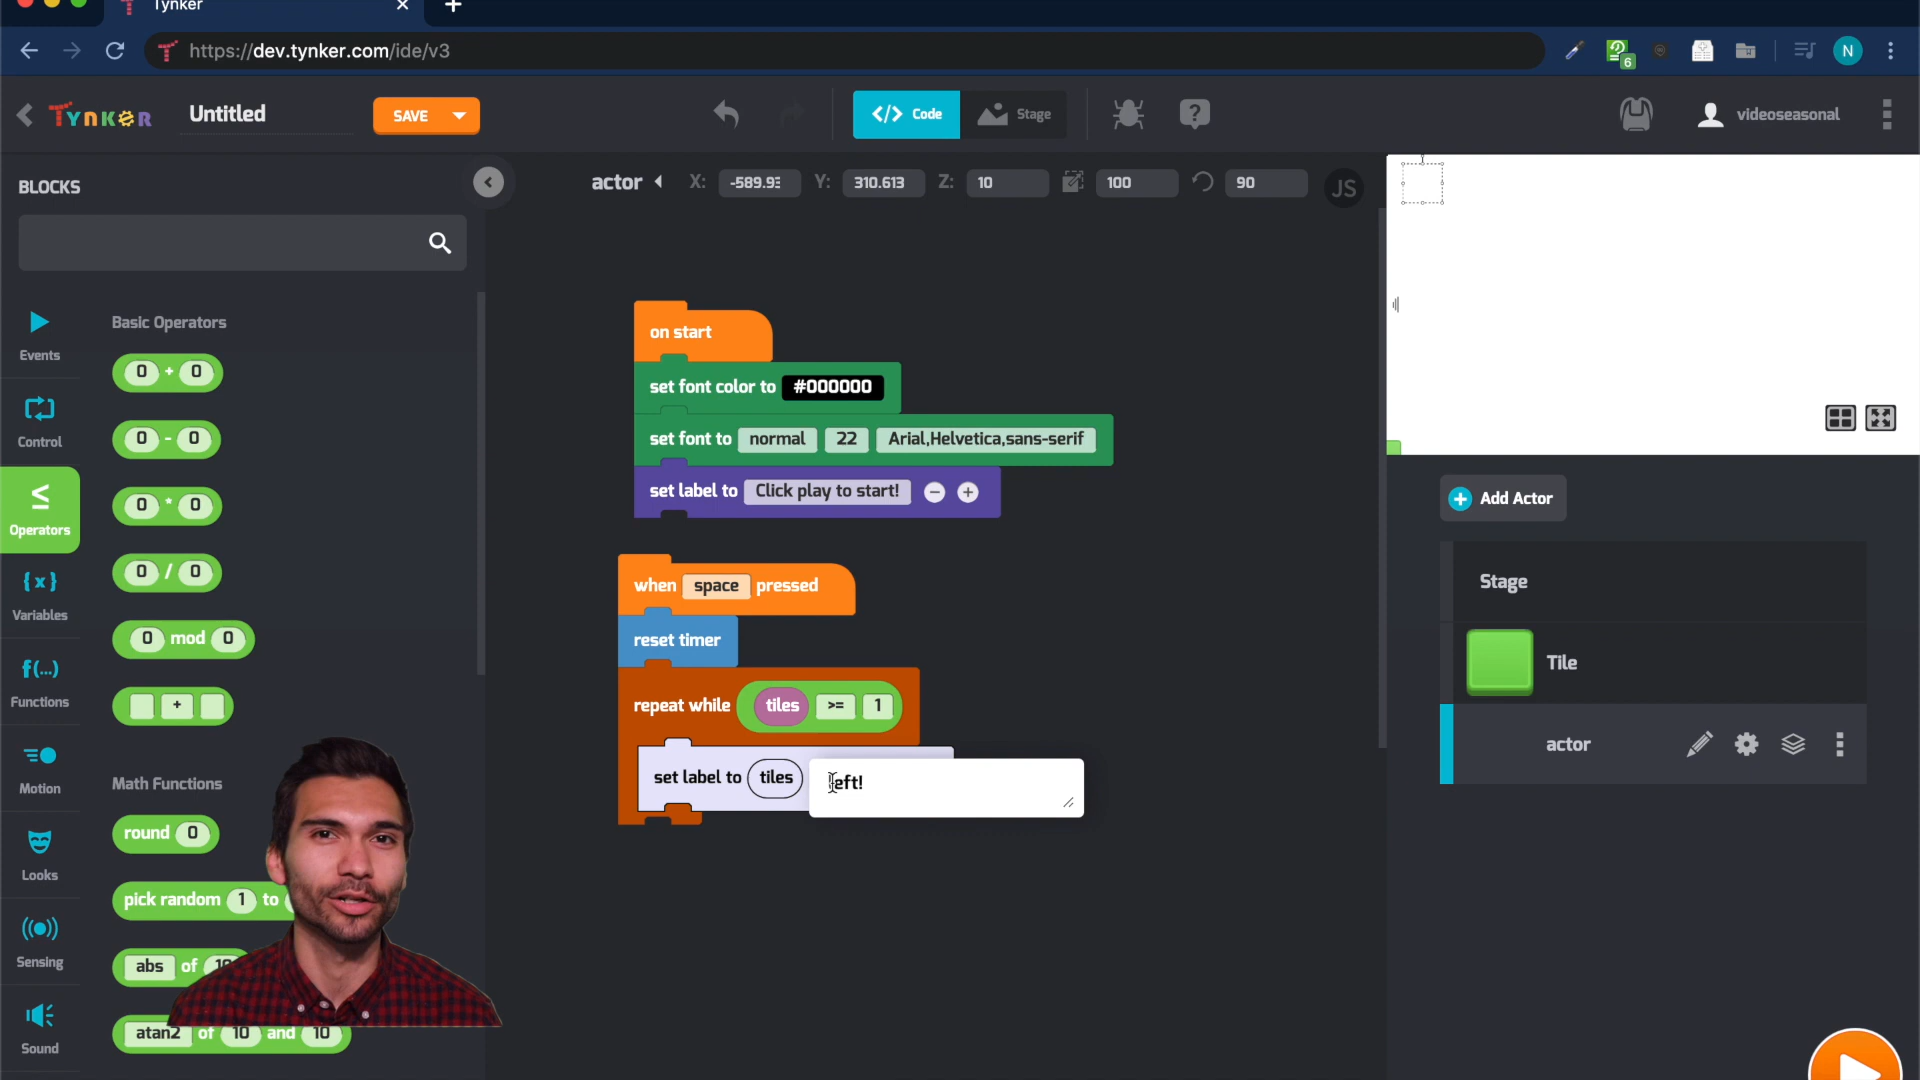 Tynker
https://dev.tynker.com/ide/v3
6
N
TYNKER
Untitled
SAVE
</> Code
Stage
?
videoseasonal
BLOCKS
actor
X: -589.93
Y: 310.613
Z: 10
100
90
JS
Events
Control
Operators
Variables
Functions
Motion
Looks
Sensing
Sound
Basic Operators
0 + 0
0 - 0
0 * 0
0 / 0
0 mod 0
+
Math Functions
round 0
pick random 1 to
abs of
atan2 of 10 and 10
on start
set font color to #000000
set font to normal 22 Arial,Helvetica,sans-serif
set label to Click play to start! - +
when space pressed
reset timer
repeat while tiles >= 1
set label to tiles left!
Add Actor
Stage
Tile
actor